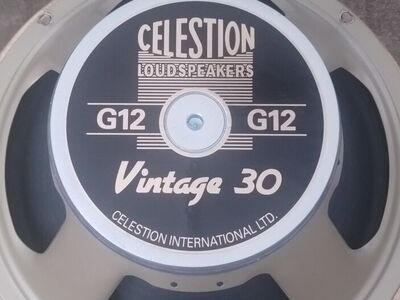 CELESTION
LOUDSPEAKERS
G12 G12
Vintage 30
CELESTION INTERNATIONAL LTD.